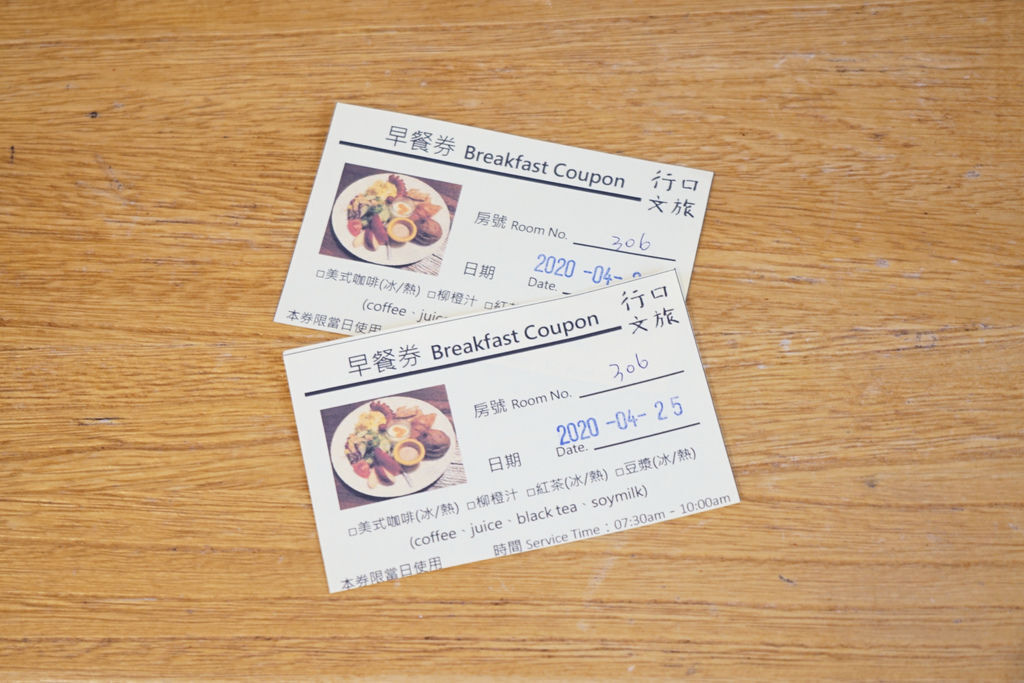 早餐券 Breakfast Coupon
行口
文旅
房號 Room No. 306
日期 Date. 2020 -04-
□美式咖啡(冰/熱) □柳橙汁 □紅
(coffee、juice
本券限當日使用
早餐券 Breakfast Coupon
行口
文旅
房號 Room No. 306
日期 Date. 2020 -04- 25
□美式咖啡(冰/熱) □柳橙汁 □紅茶(冰/熱) □豆漿(冰/熱)
(coffee、juice、black tea、soymilk)
本券限當日使用 時間 Service Time：07:30am - 10:00am